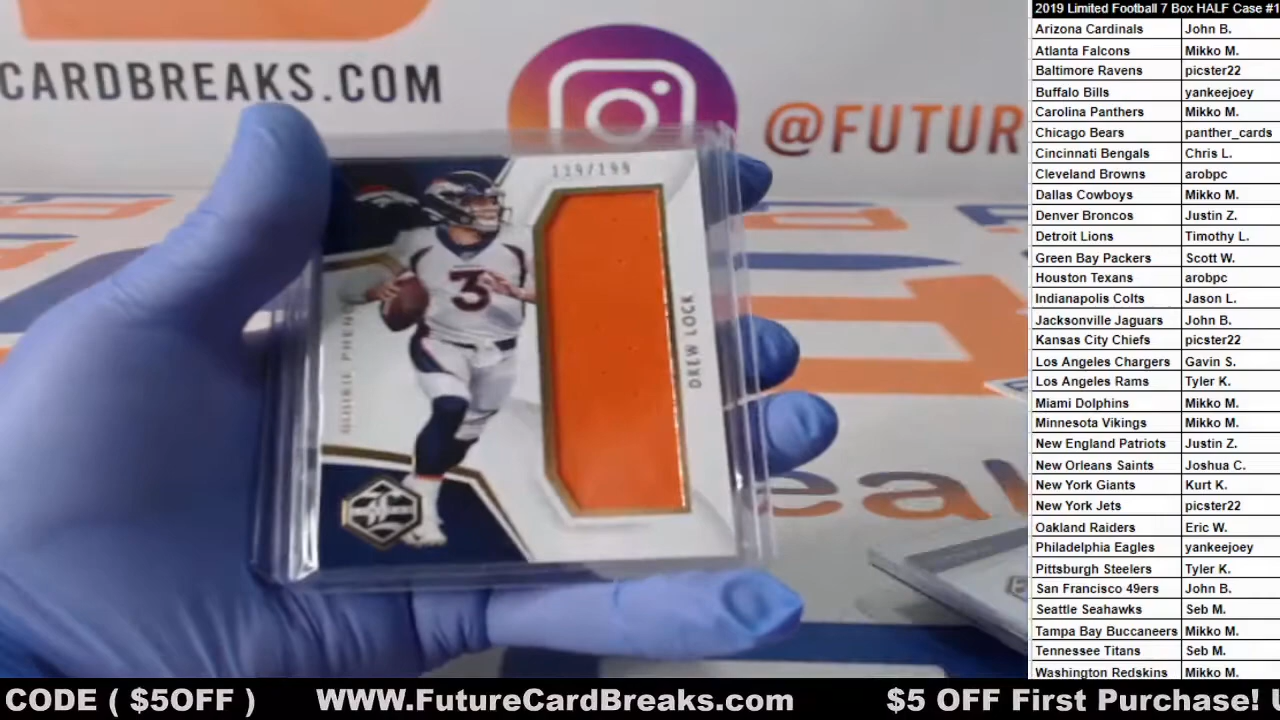 CARDBREAKS.COM
@FUTUR
139/199
3
DREW LOCK
2019 Limited Football 7 Box HALF Case #1
Arizona Cardinals John B.
Atlanta Falcons Mikko M.
Baltimore Ravens picster22
Buffalo Bills yankeejoey
Carolina Panthers Mikko M.
Chicago Bears panther_cards
Cincinnati Bengals Chris L.
Cleveland Browns arobpc
Dallas Cowboys Mikko M.
Denver Broncos Justin Z.
Detroit Lions Timothy L.
Green Bay Packers Scott W.
Houston Texans arobpc
Indianapolis Colts Jason L.
Jacksonville Jaguars John B.
Kansas City Chiefs picster22
Los Angeles Chargers Gavin S.
Los Angeles Rams Tyler K.
Miami Dolphins Mikko M.
Minnesota Vikings Mikko M.
New England Patriots Justin Z.
New Orleans Saints Joshua C.
New York Giants Kurt K.
New York Jets picster22
Oakland Raiders Eric W.
Philadelphia Eagles yankeejoey
Pittsburgh Steelers Tyler K.
San Francisco 49ers John B.
Seattle Seahawks Seb M.
Tampa Bay Buccaneers Mikko M.
Tennessee Titans Seb M.
Washington Redskins Mikko M.
CODE ( $5OFF ) WWW.FutureCardBreaks.com $5 OFF First Purchase! U